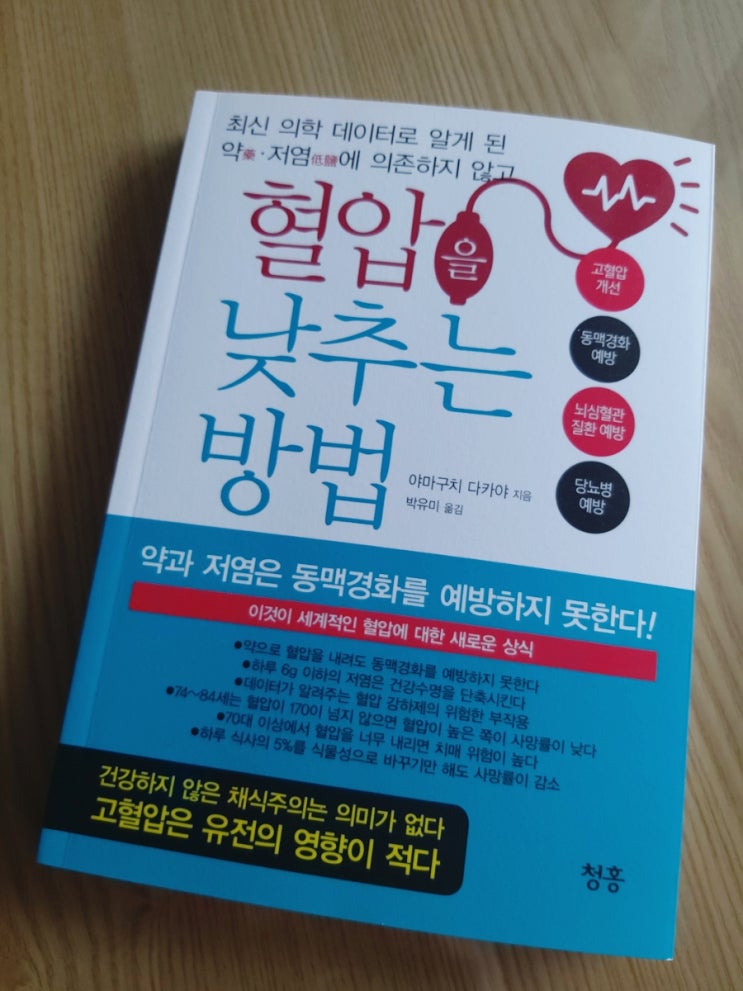 최신 의학 데이터로 알게 된
약藥·저염低鹽에 의존하지 않고
혈압을
낮추는
방법
고혈압
개선
동맥경화
예방
뇌심혈관
질환 예방
당뇨병
예방
야마구치 다카야 지음
박유미 옮김
약과 저염은 동맥경화를 예방하지 못한다!
이것이 세계적인 혈압에 대한 새로운 상식
●약으로 혈압을 내려도 동맥경화를 예방하지 못한다
●하루 6g 이하의 저염은 건강수명을 단축시킨다
●데이터가 알려주는 혈압 강하제의 위험한 부작용
●74~84세는 혈압이 170이 넘지 않으면 혈압이 높은 쪽이 사망률이 낮다
●70대 이상에서 혈압을 너무 내리면 치매 위험이 높다
●하루 식사의 5%를 식물성으로 바꾸기만 해도 사망률이 감소
건강하지 않은 채식주의는 의미가 없다
고혈압은 유전의 영향이 적다
청홍